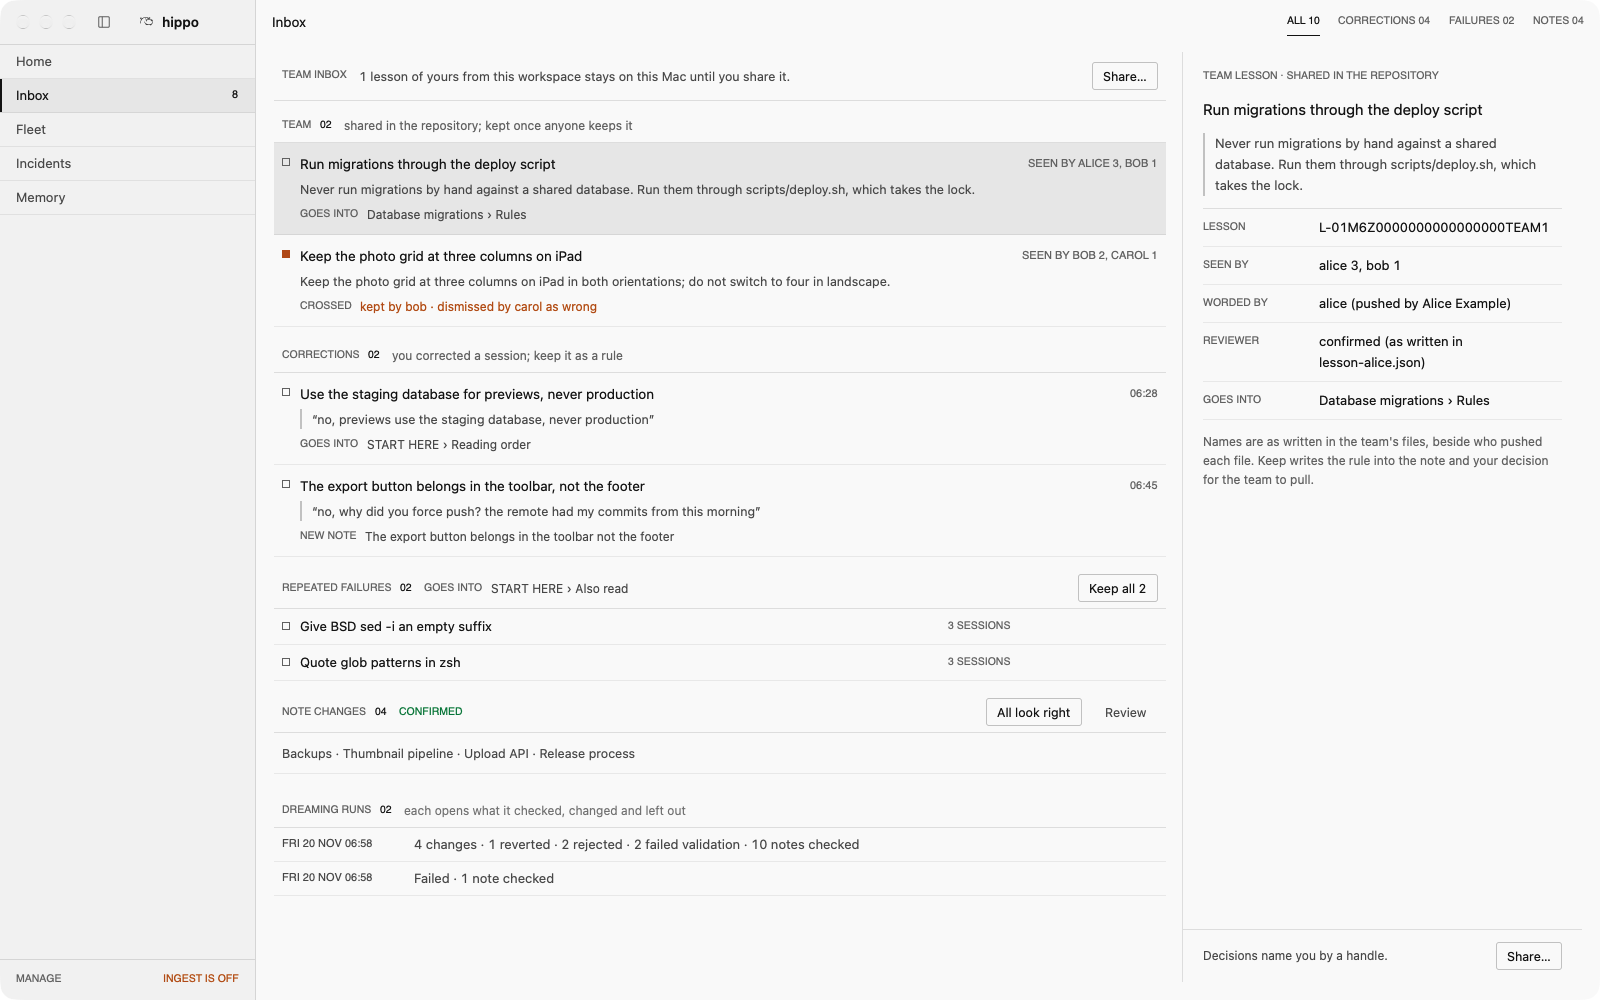 hippo
Home
Inbox 8
Fleet
Incidents
Memory
MANAGE INGEST IS OFF
Inbox
ALL 10 CORRECTIONS 04 FAILURES 02 NOTES 04
TEAM INBOX 1 lesson of yours from this workspace stays on this Mac until you share it. Share…
TEAM 02 shared in the repository; kept once anyone keeps it
Run migrations through the deploy script SEEN BY ALICE 3, BOB 1
Never run migrations by hand against a shared database. Run them through scripts/deploy.sh, which takes the lock.
GOES INTO Database migrations › Rules
Keep the photo grid at three columns on iPad SEEN BY BOB 2, CAROL 1
Keep the photo grid at three columns on iPad in both orientations; do not switch to four in landscape.
CROSSED kept by bob · dismissed by carol as wrong
CORRECTIONS 02 you corrected a session; keep it as a rule
Use the staging database for previews, never production 06:28
“no, previews use the staging database, never production”
GOES INTO START HERE › Reading order
The export button belongs in the toolbar, not the footer 06:45
“no, why did you force push? the remote had my commits from this morning”
NEW NOTE The export button belongs in the toolbar not the footer
REPEATED FAILURES 02 GOES INTO START HERE › Also read Keep all 2
Give BSD sed -i an empty suffix 3 SESSIONS
Quote glob patterns in zsh 3 SESSIONS
NOTE CHANGES 04 CONFIRMED All look right Review
Backups · Thumbnail pipeline · Upload API · Release process
DREAMING RUNS 02 each opens what it checked, changed and left out
FRI 20 NOV 06:58 4 changes · 1 reverted · 2 rejected · 2 failed validation · 10 notes checked
FRI 20 NOV 06:58 Failed · 1 note checked
TEAM LESSON · SHARED IN THE REPOSITORY
Run migrations through the deploy script
Never run migrations by hand against a shared
database. Run them through scripts/deploy.sh, which
takes the lock.
LESSON L-01M6Z0000000000000000TEAM1
SEEN BY alice 3, bob 1
WORDED BY alice (pushed by Alice Example)
REVIEWER confirmed (as written in
lesson-alice.json)
GOES INTO Database migrations › Rules
Names are as written in the team's files, beside who pushed
each file. Keep writes the rule into the note and your decision
for the team to pull.
Decisions name you by a handle. Share…